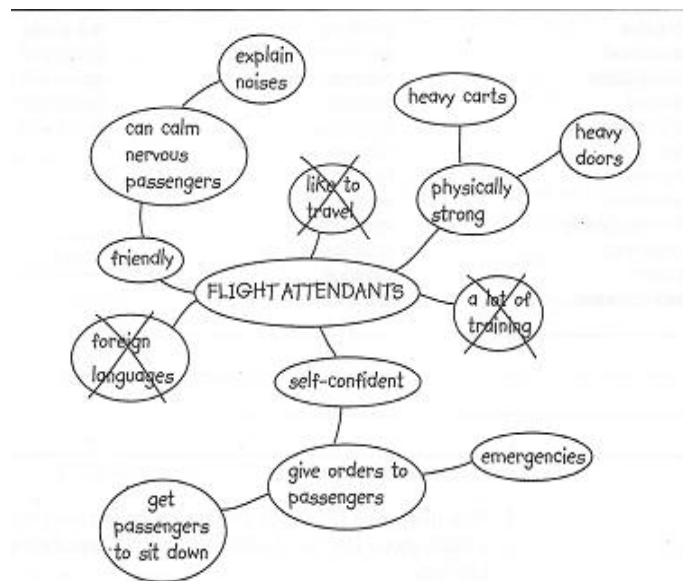 explain
noises
can calm
nervous
passengers
friendly
heavy carts
heavy
doors
physically
strong
like to
travel
FLIGHT ATTENDANTS
a lot of
training
foreign
languages
self-confident
give orders to
passengers
emergencies
get
passengers
to sit down